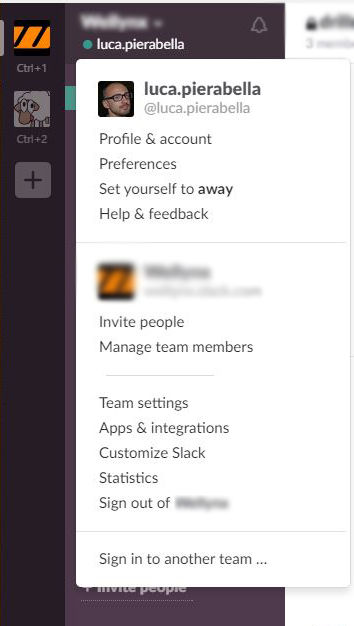 luca.pierabella
Ctrl+1
Ctrl+2
luca.pierabella
@luca.pierabella
Profile & account
Preferences
Set yourself to away
Help & feedback
Invite people
Manage team members
Team settings
Apps & integrations
Customize Slack
Statistics
Sign out of
Sign in to another team ...
+ Invite people